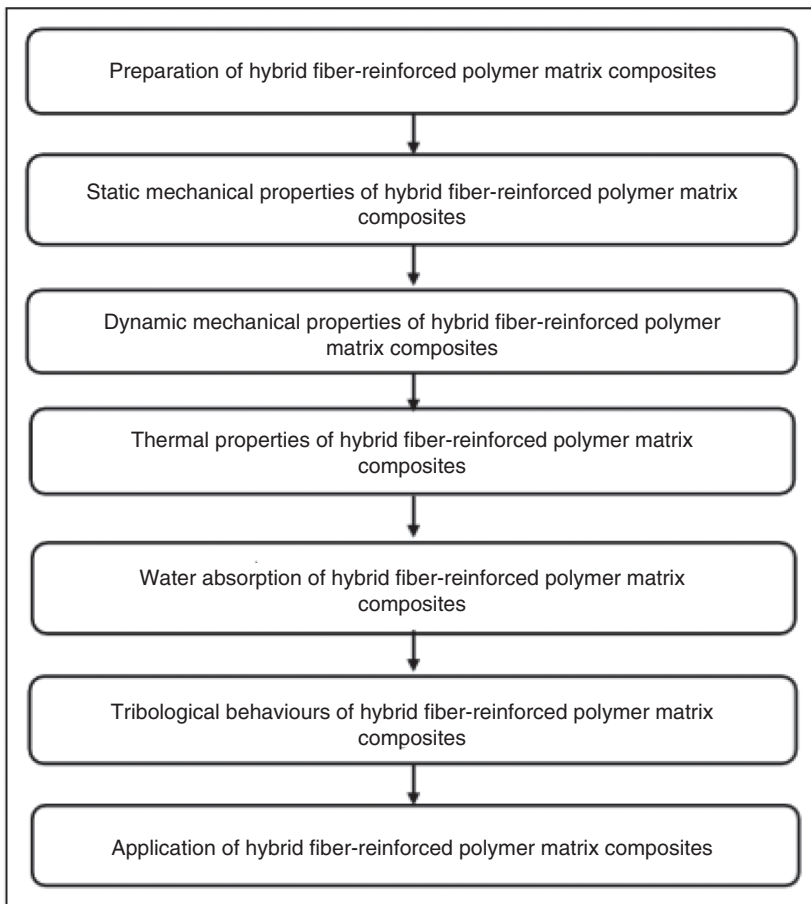 Preparation of hybrid fiber-reinforced polymer matrix composites
Static mechanical properties of hybrid fiber-reinforced polymer matrix
composites
Dynamic mechanical properties of hybrid fiber-reinforced polymer
matrix composites
Thermal properties of hybrid fiber-reinforced polymer matrix
composites
Water absorption of hybrid fiber-reinforced polymer matrix
composites
Tribological behaviours of hybrid fiber-reinforced polymer matrix
composites
Application of hybrid fiber-reinforced polymer matrix composites